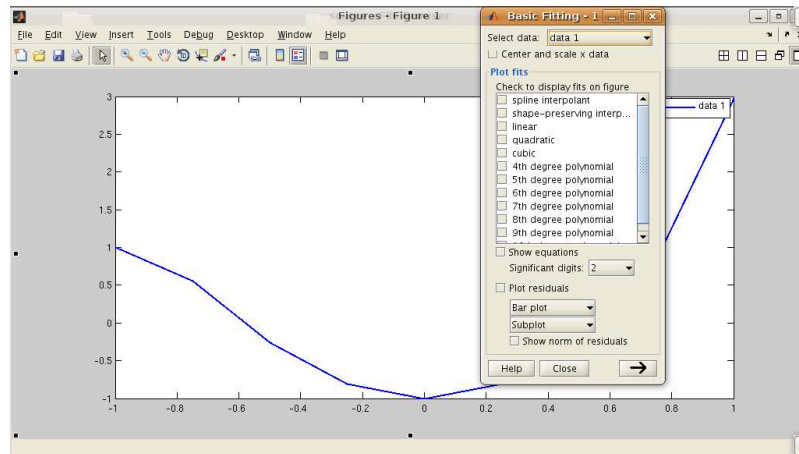 Figures - Figure 1
File Edit View Insert Tools Debug Desktop Window Help
3
2.5
2
1.5
1
0.5
0
-0.5
-1
-1 -0.8 -0.6 -0.4 -0.2 0 0.2 0.4 0.6 0.8 1
data 1
Basic Fitting - 1
Select data: data 1
Center and scale x data
Plot fits
Check to display fits on figure
spline interpolant
shape-preserving interp...
linear
quadratic
cubic
4th degree polynomial
5th degree polynomial
6th degree polynomial
7th degree polynomial
8th degree polynomial
9th degree polynomial
Show equations
Significant digits: 2
Plot residuals
Bar plot
Subplot
Show norm of residuals
Help Close